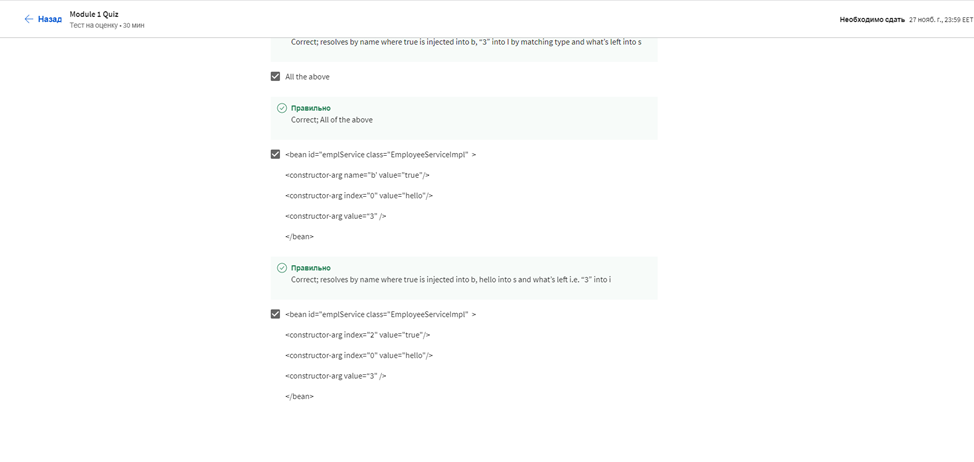 Назад
Module 1 Quiz
Тест на оценку • 30 мин
Необходимо сдать 27 нояб. г., 23:59 EET
Correct; resolves by name where true is injected into b, “3” into I by matching type and what’s left into s
All the above
Правильно
Correct; All of the above
<bean id="emplService class="EmployeeServiceImpl" >
<constructor-arg name="b' value="true"/>
<constructor-arg index="0" value="hello"/>
<constructor-arg value="3" />
</bean>
Правильно
Correct; resolves by name where true is injected into b, hello into s and what’s left i.e. “3” into i
<bean id="emplService class="EmployeeServiceImpl" >
<constructor-arg index="2" value="true"/>
<constructor-arg index="0" value="hello"/>
<constructor-arg value="3" />
</bean>